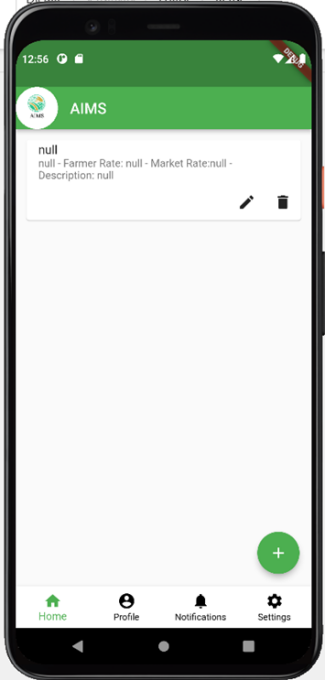 12:56
DEBUG
AIMS
AIMS
null
null - Farmer Rate: null - Market Rate:null -
Description: null
Home
Profile
Notifications
Settings